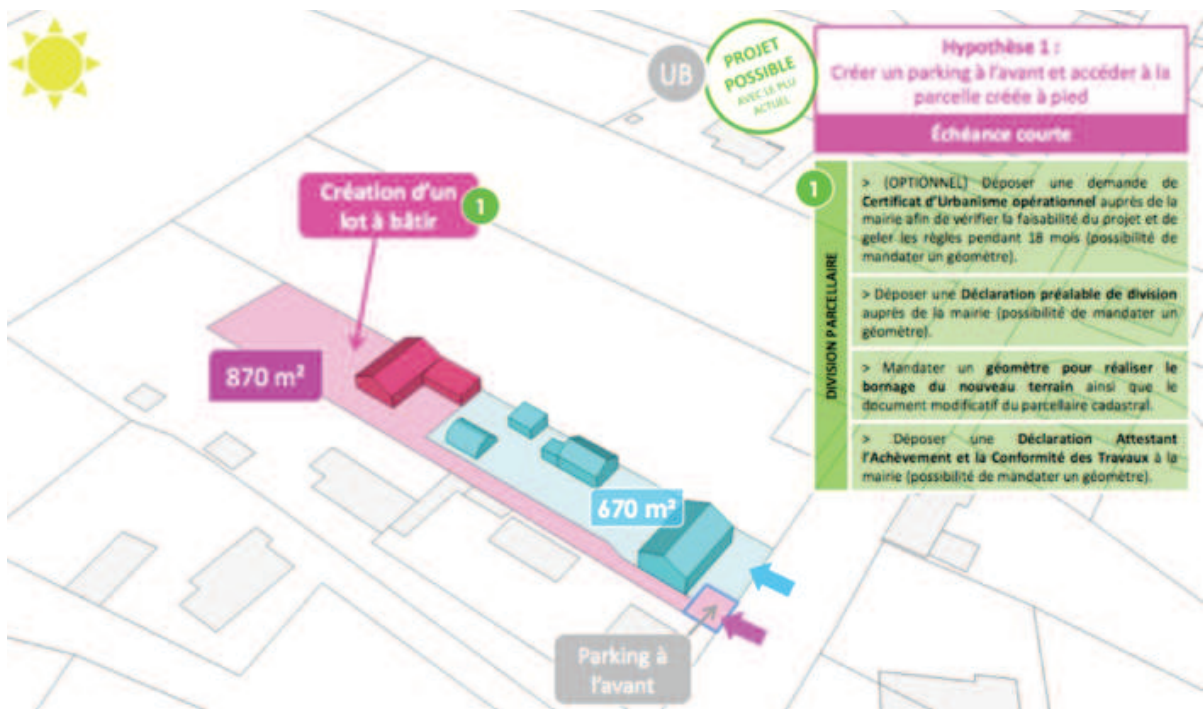 UB
PROJET
POSSIBLE
AVEC LE PLU
ACTUEL
Hypothèse 1 :
Créer un parking à l'avant et accéder à la
parcelle créée à pied
Échéance courte
1
DIVISION PARCELLAIRE
> (OPTIONNEL) Déposer une demande de
Certificat d'Urbanisme opérationnel auprès de la
mairie afin de vérifier la faisabilité du projet et de
geler les règles pendant 18 mois (possibilité de
mandater un géomètre).
> Déposer une Déclaration préalable de division
auprès de la mairie (possibilité de mandater un
géomètre).
> Mandater un géomètre pour réaliser le
bornage du nouveau terrain ainsi que le
document modificatif du parcellaire cadastral.
> Déposer une Déclaration Attestant
l'Achèvement et la Conformité des Travaux à la
mairie (possibilité de mandater un géomètre).
Création d'un
lot à bâtir
1
870 m²
670 m²
Parking à
l'avant